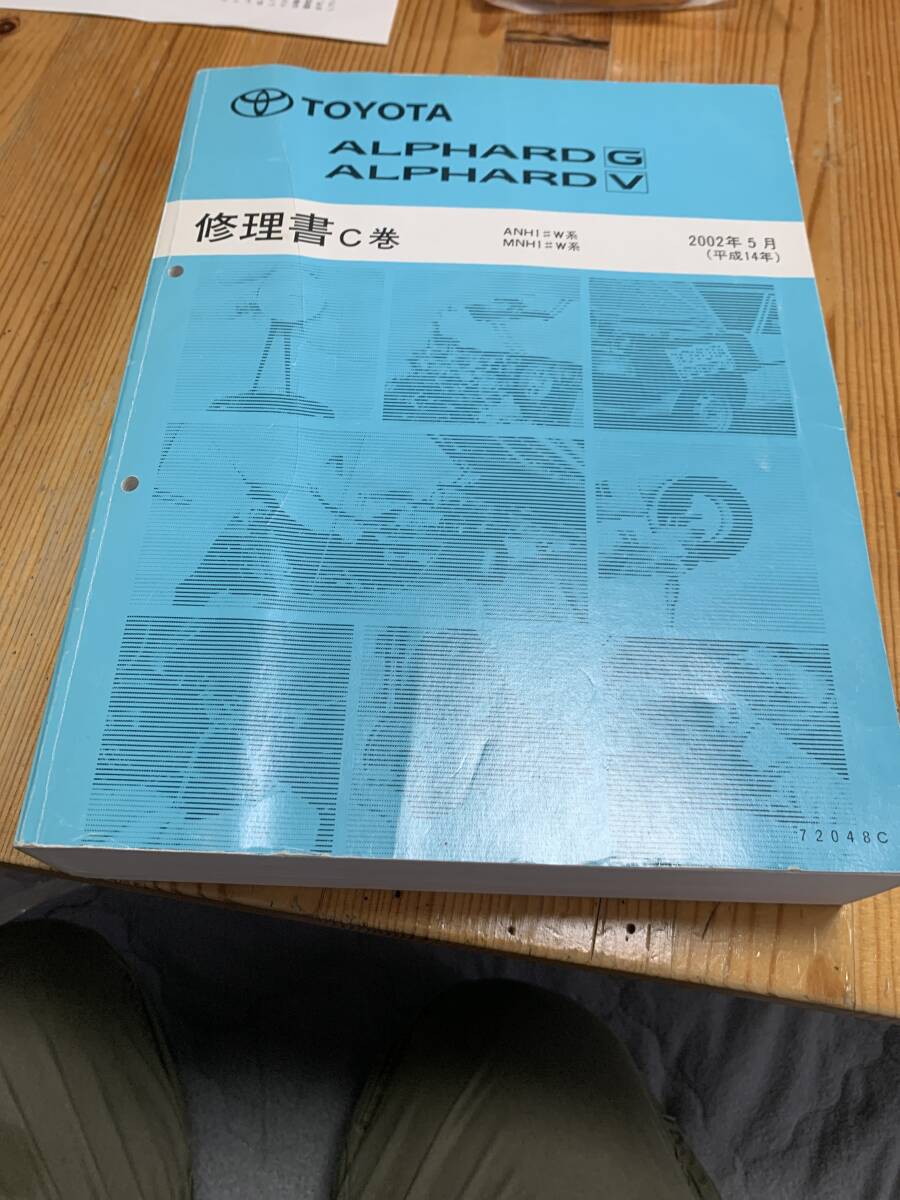 TOYOTA
ALPHARD G
ALPHARD V
修理書 C巻
ANH1♯W系
MNH1♯W系
2002年5月
(平成14年)
72048C